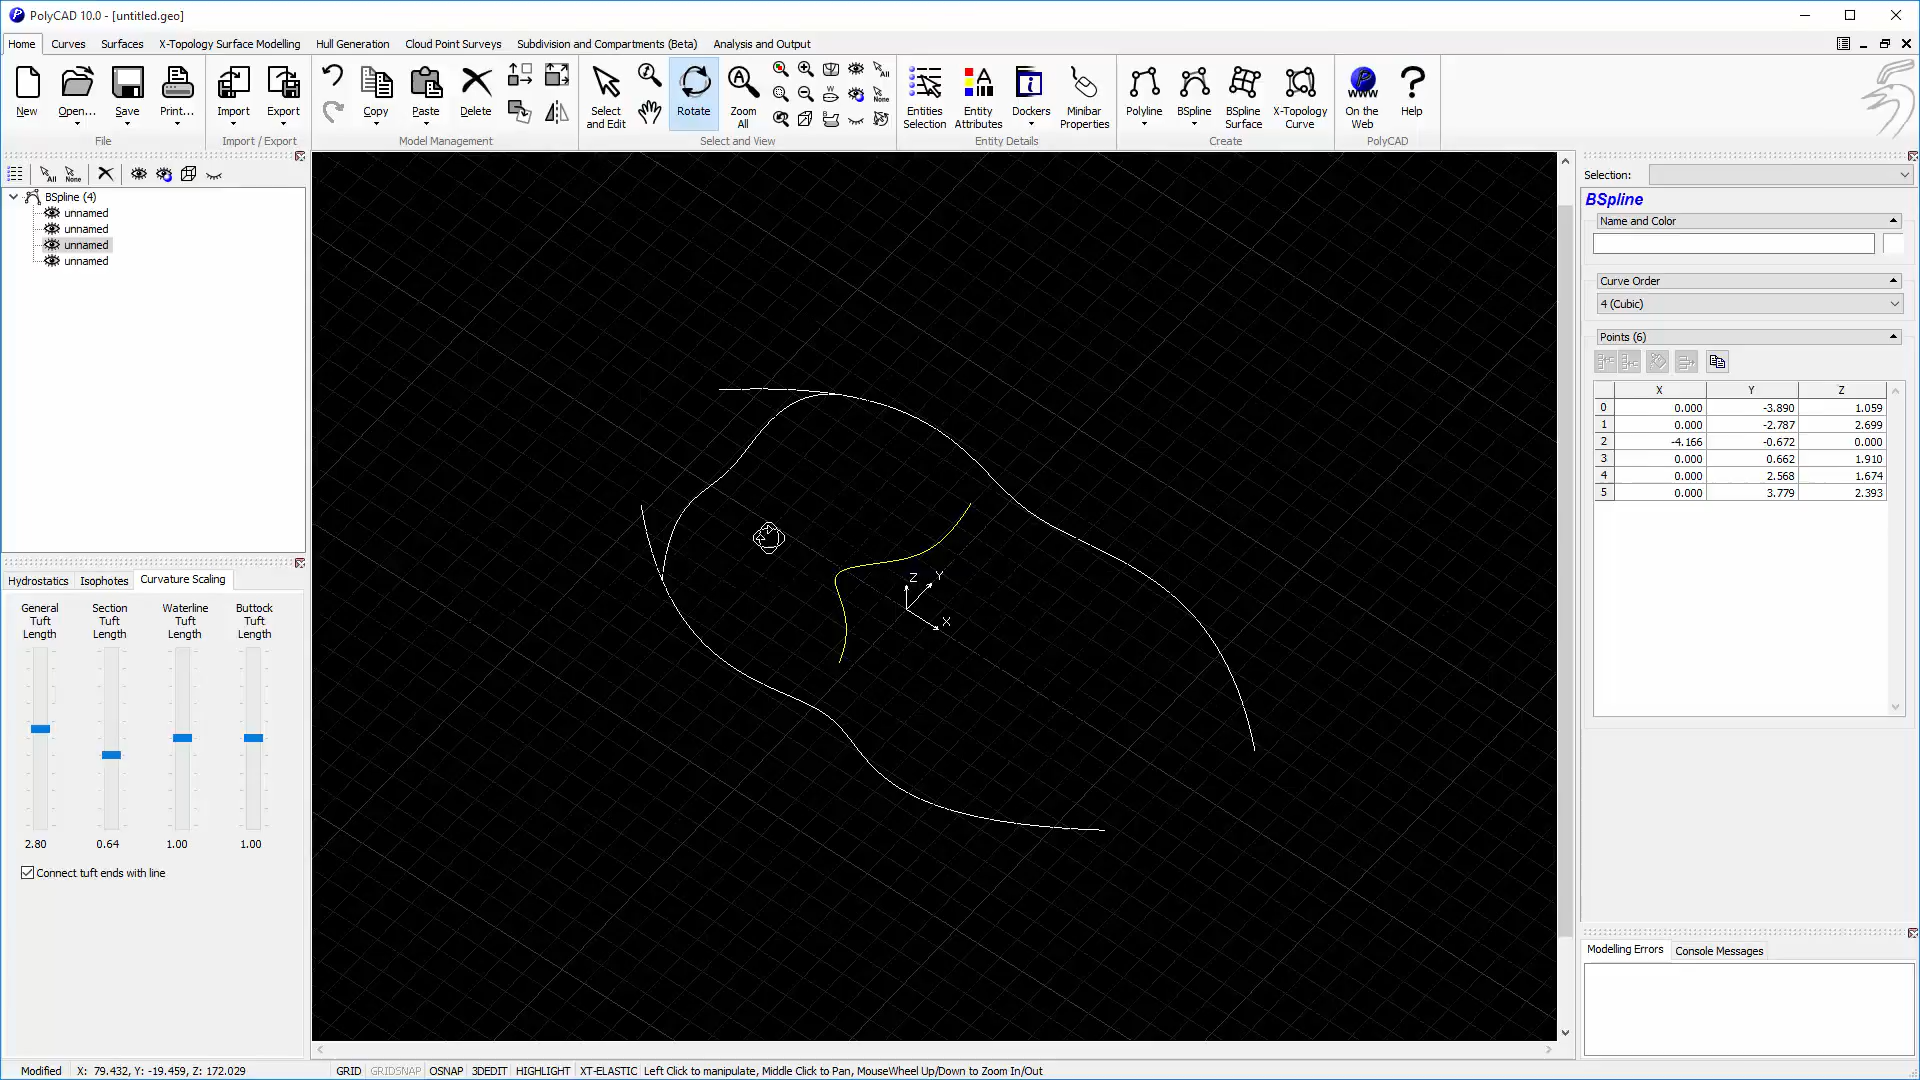 PolyCAD 10.0 - [untitled.geo]
Home Curves Surfaces X-Topology Surface Modelling Hull Generation Cloud Point Surveys Subdivision and Compartments (Beta) Analysis and Output
New Open... Save Print... Import Export Copy Paste Delete Select and Edit Rotate Zoom All Entities Selection Entity Attributes Dockers Minibar Properties Polyline BSpline BSpline Surface X-Topology Curve On the Web Help
File Import / Export Model Management Select and View Entity Details Create PolyCAD
All None
BSpline (4)
unnamed
unnamed
unnamed
unnamed
Hydrostatics Isophotes Curvature Scaling
General Tuft Length Section Tuft Length Waterline Tuft Length Buttock Tuft Length
2.80 0.64 1.00 1.00
Connect tuft ends with line
Z Y
X
Selection:
BSpline
Name and Color
Curve Order
4 (Cubic)
Points (6)
X Y Z
0 0.000 -3.890 1.059
1 0.000 -2.787 2.699
2 -4.166 -0.672 0.000
3 0.000 0.662 1.910
4 0.000 2.568 1.674
5 0.000 3.779 2.393
Modelling Errors Console Messages
Modified X: 79.432, Y: -19.459, Z: 172.029 GRID GRIDSNAP OSNAP 3DEDIT HIGHLIGHT XT-ELASTIC Left Click to manipulate, Middle Click to Pan, MouseWheel Up/Down to Zoom In/Out